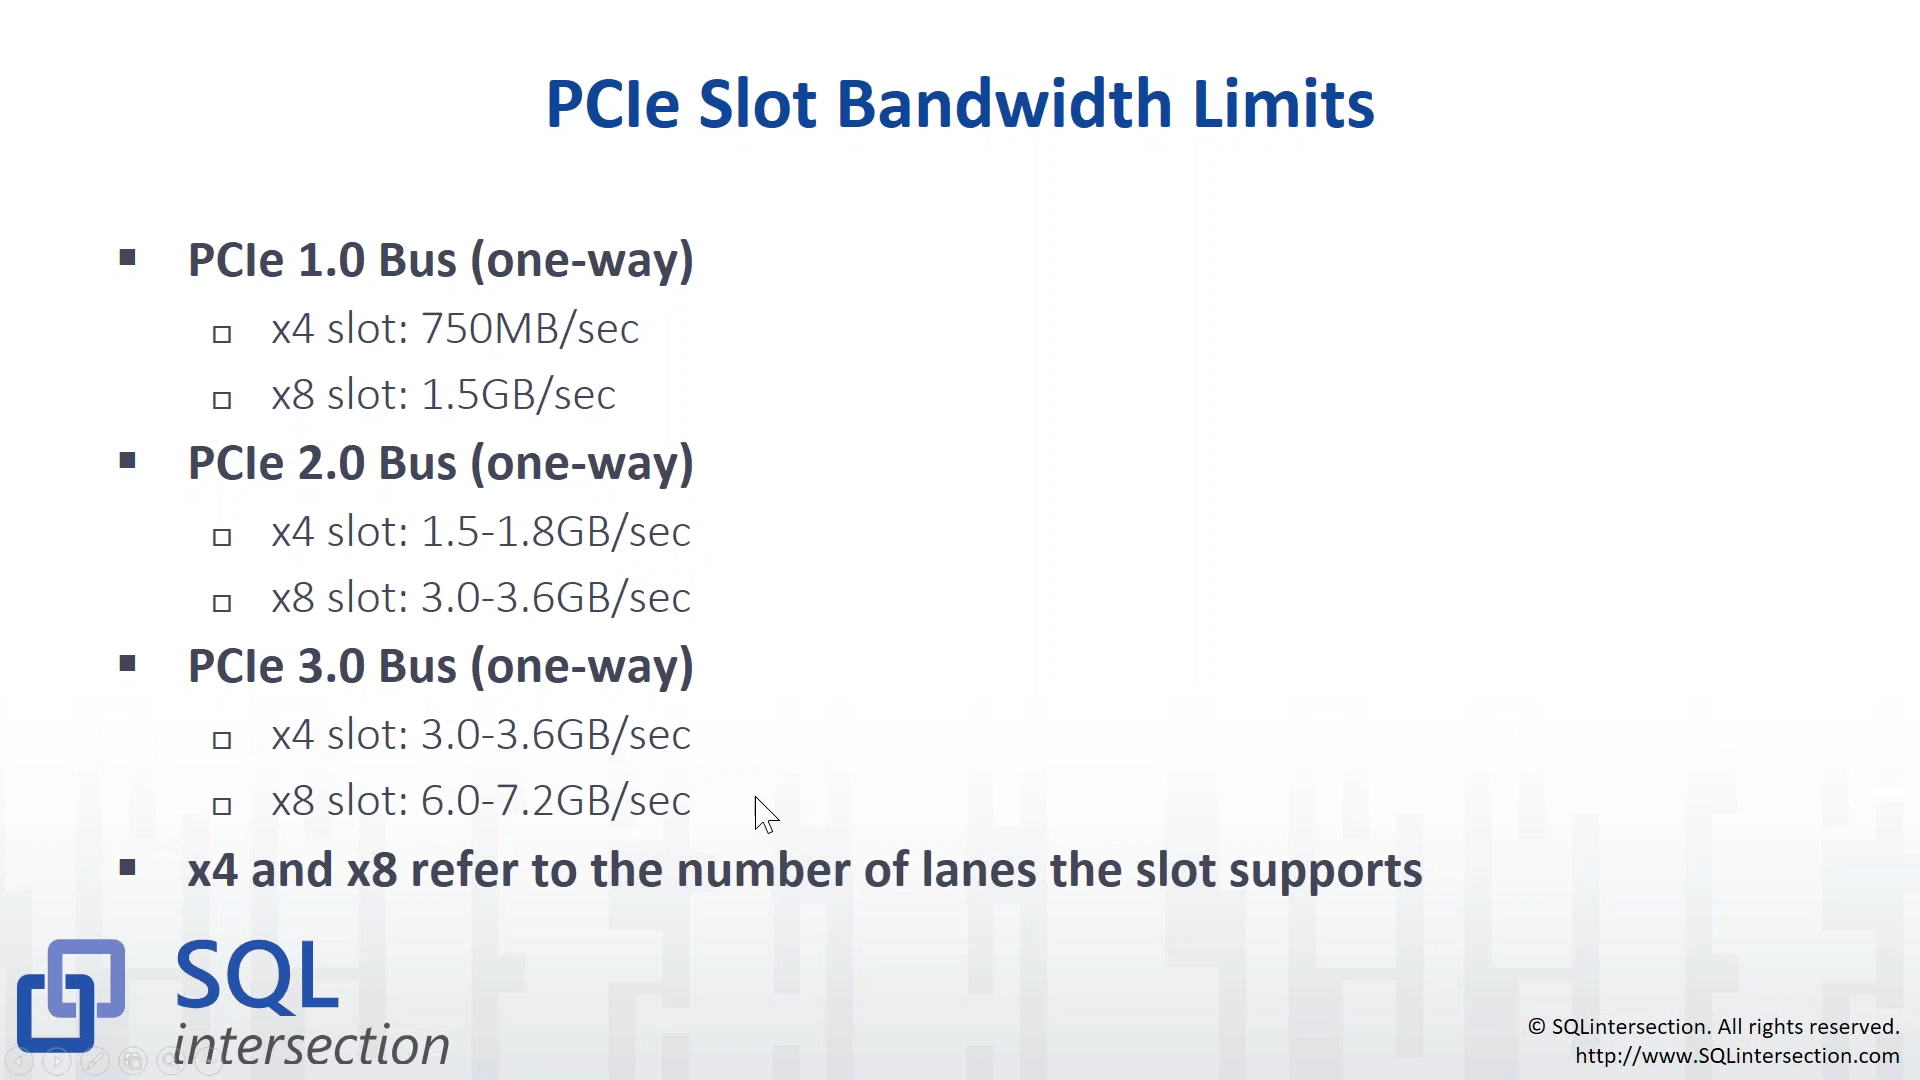 PCIe Slot Bandwidth Limits
PCIe 1.0 Bus (one-way)
x4 slot: 750MB/sec
x8 slot: 1.5GB/sec
PCIe 2.0 Bus (one-way)
x4 slot: 1.5-1.8GB/sec
x8 slot: 3.0-3.6GB/sec
PCIe 3.0 Bus (one-way)
x4 slot: 3.0-3.6GB/sec
x8 slot: 6.0-7.2GB/sec
x4 and x8 refer to the number of lanes the slot supports
SQL
intersection
© SQLintersection. All rights reserved.
http://www.SQLintersection.com